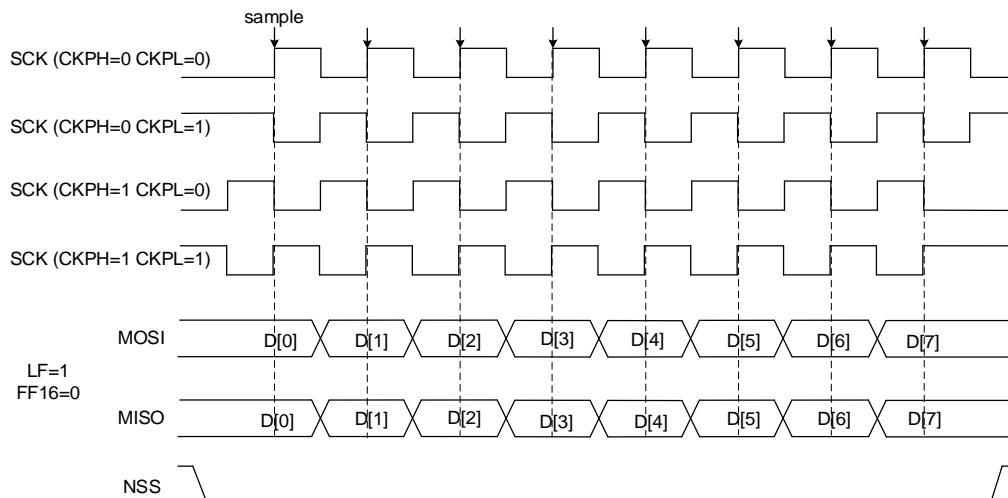 sample
SCK (CKPH=0 CKPL=0)
SCK (CKPH=0 CKPL=1)
SCK (CKPH=1 CKPL=0)
SCK (CKPH=1 CKPL=1)
MOSI
D[0] D[1] D[2] D[3] D[4] D[5] D[6] D[7]
LF=1
FF16=0
MISO
D[0] D[1] D[2] D[3] D[4] D[5] D[6] D[7]
NSS